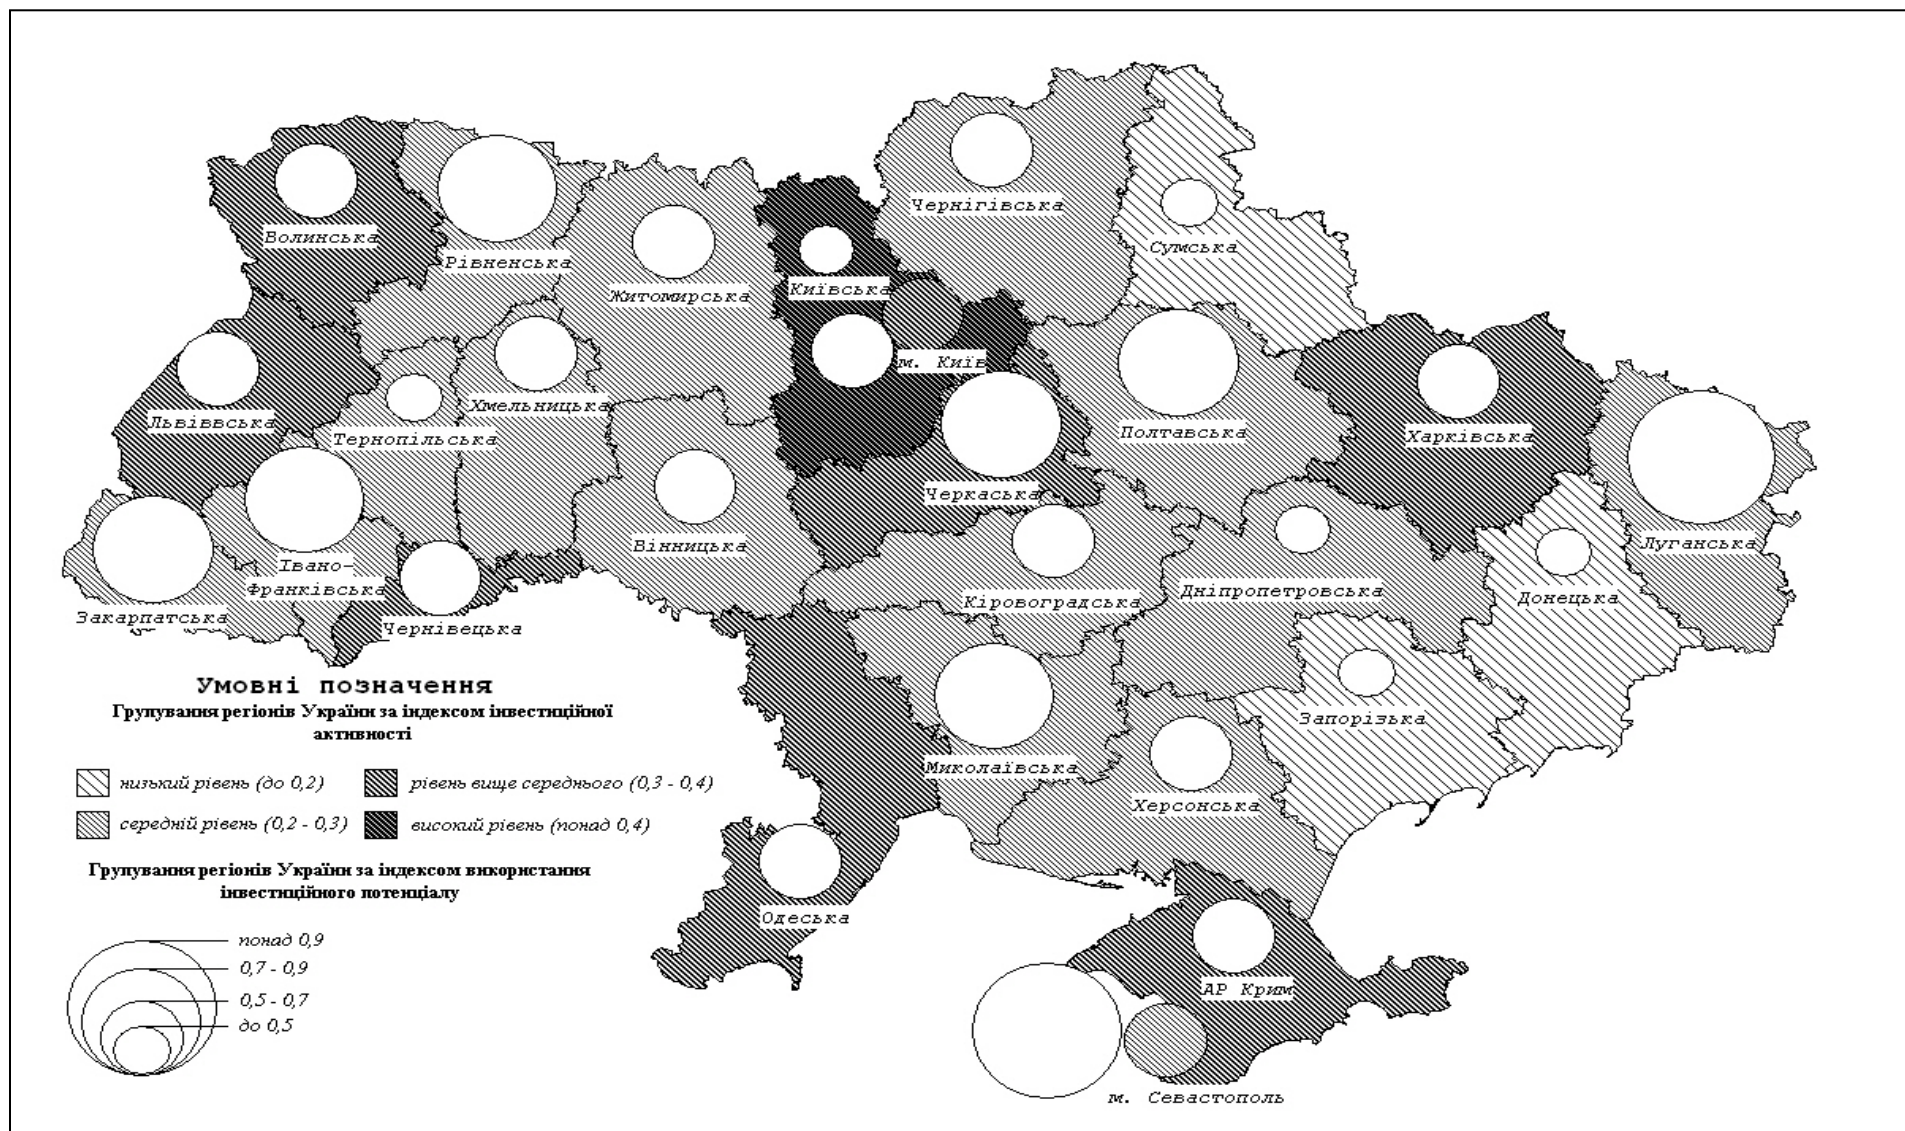 Чернігівська
Сумська
Волинська
Рівненська
Житомирська
Київська
м. Київ
Львіввська
Тернопільська
Хмельницька
Черкаська
Полтавська
Харківська
Луганська
Вінницька
Івано-
Франківська
Закарпатська
Чернівецька
Кіровоградська
Дніпропетровська
Донецька
Запорізька
Миколаївська
Херсонська
Одеська
АР Крим
м. Севастополь
Умовні позначення
Групування регіонів України за індексом інвестиційної
активності
низький рівень (до 0,2)
рівень вище середнього (0,3 - 0,4)
середній рівень (0,2 - 0,3)
високий рівень (понад 0,4)
Групування регіонів України за індексом використання
інвестиційного потенціалу
понад 0,9
0,7 - 0,9
0,5 - 0,7
до 0,5